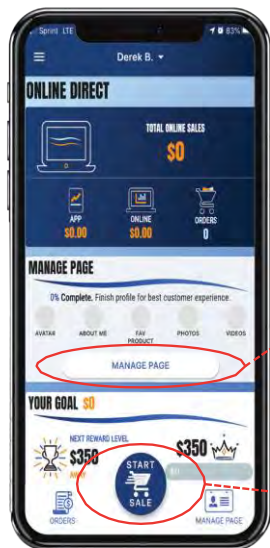 Sprint LTE 83%
Derek B.
ONLINE DIRECT
TOTAL ONLINE SALES
$0
APP
$0.00
ONLINE
$0.00
ORDERS
0
MANAGE PAGE
0% Complete. Finish profile for best customer experience.
AVATAR
ABOUT ME
FAV
PRODUCT
PHOTOS
VIDEOS
MANAGE PAGE
YOUR GOAL $0
NEXT REWARD LEVEL
$350
AWAY
$350
$0
START
SALE
ORDERS
MANAGE PAGE